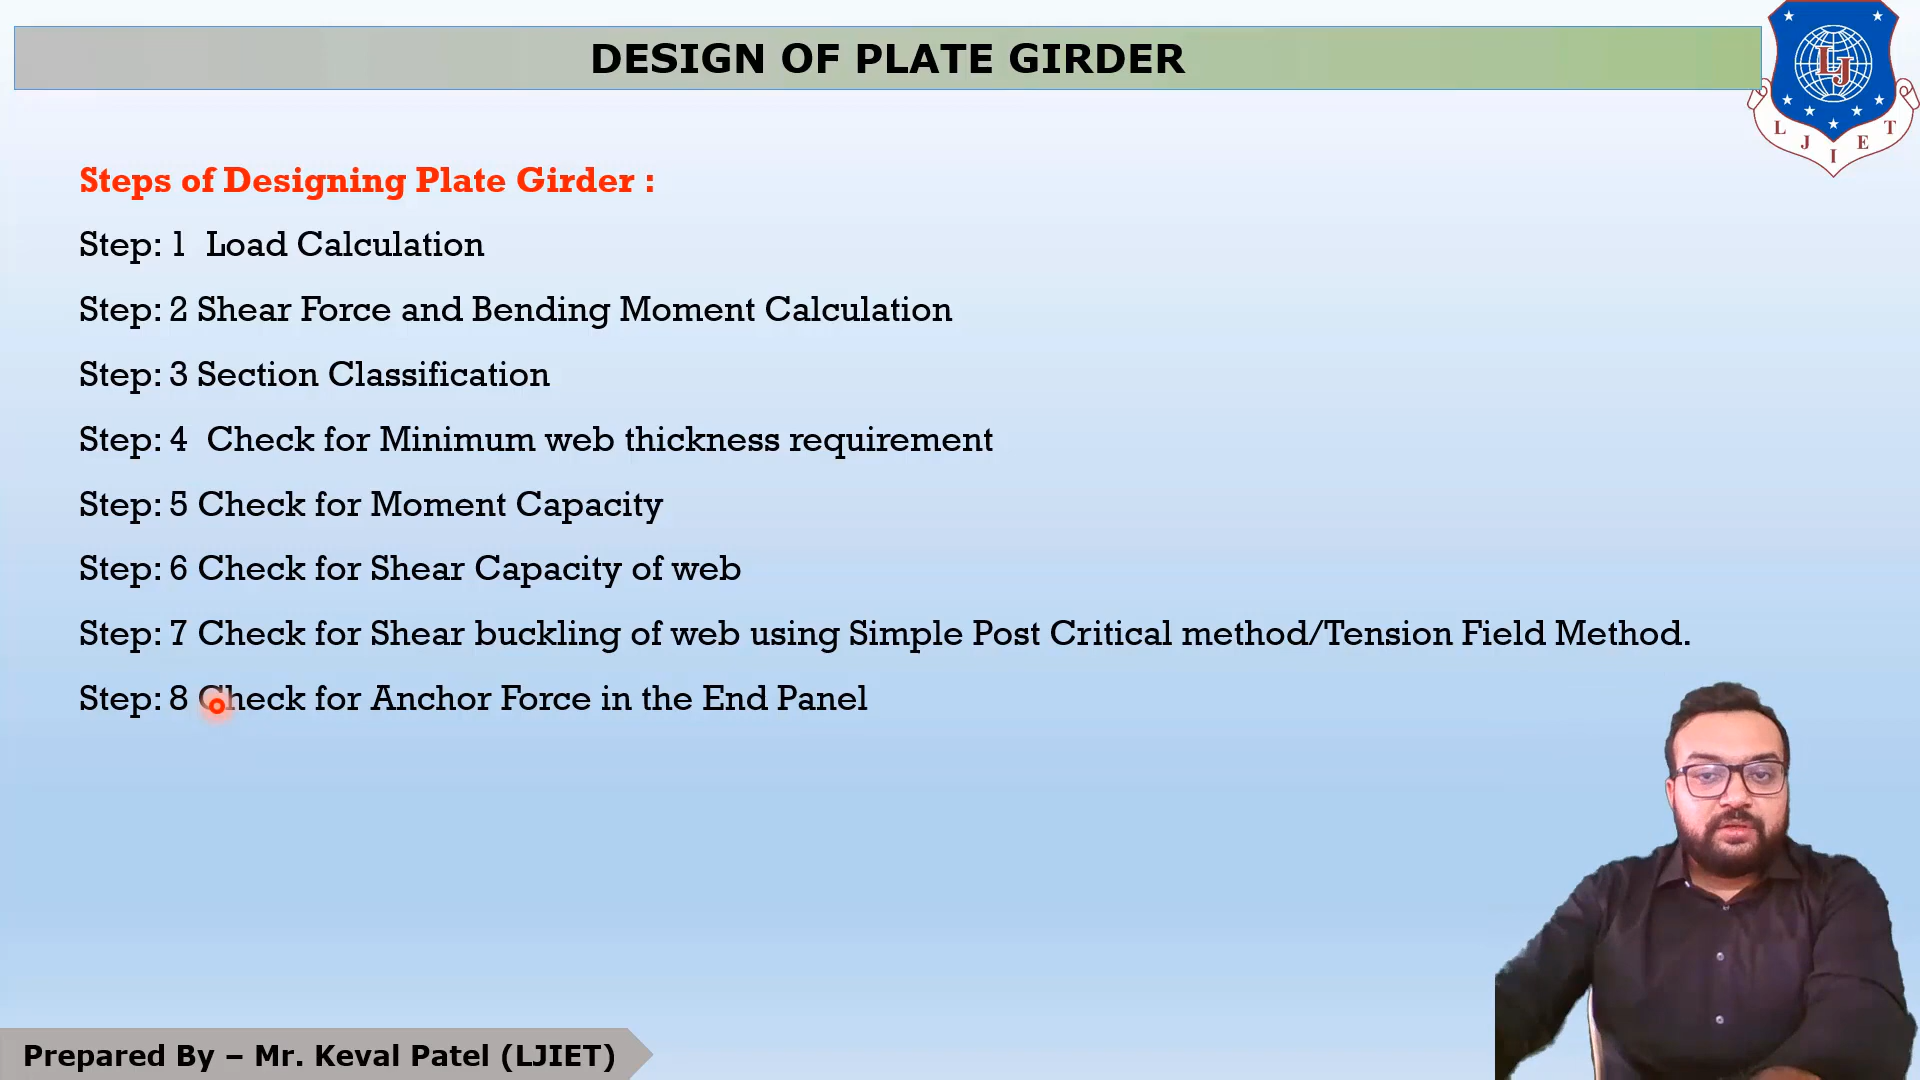 DESIGN OF PLATE GIRDER
LJ
L J I E T
Steps of Designing Plate Girder :
Step: 1 Load Calculation
Step: 2 Shear Force and Bending Moment Calculation
Step: 3 Section Classification
Step: 4 Check for Minimum web thickness requirement
Step: 5 Check for Moment Capacity
Step: 6 Check for Shear Capacity of web
Step: 7 Check for Shear buckling of web using Simple Post Critical method/Tension Field Method.
Step: 8 Check for Anchor Force in the End Panel
Prepared By – Mr. Keval Patel (LJIET)